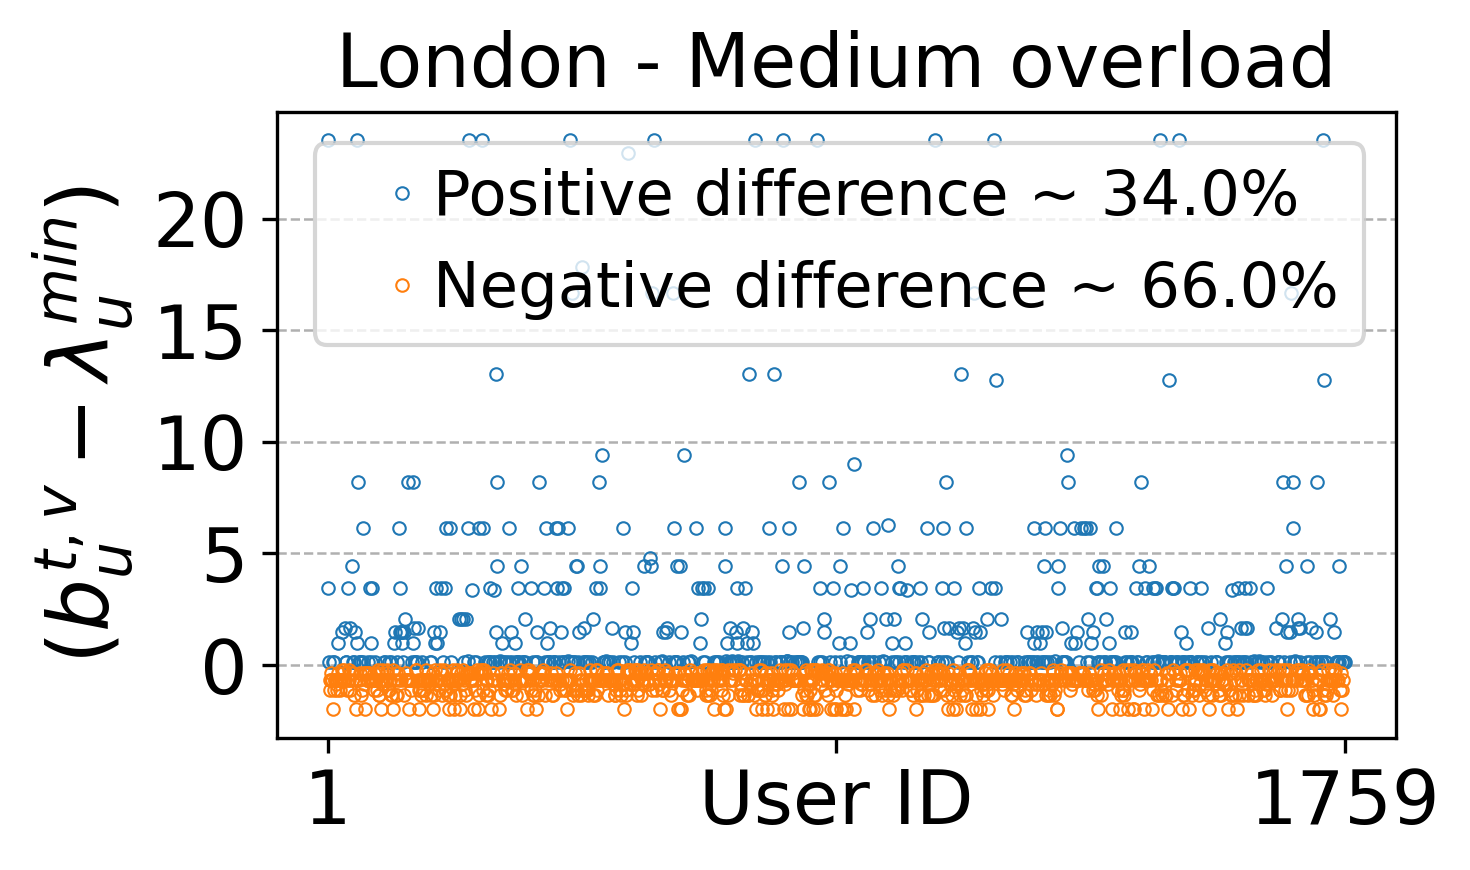 London - Medium overload
(b_u^{t,v} − λ_u^{min})
20
15
10
5
0
Positive difference ~ 34.0%
Negative difference ~ 66.0%
1 User ID 1759